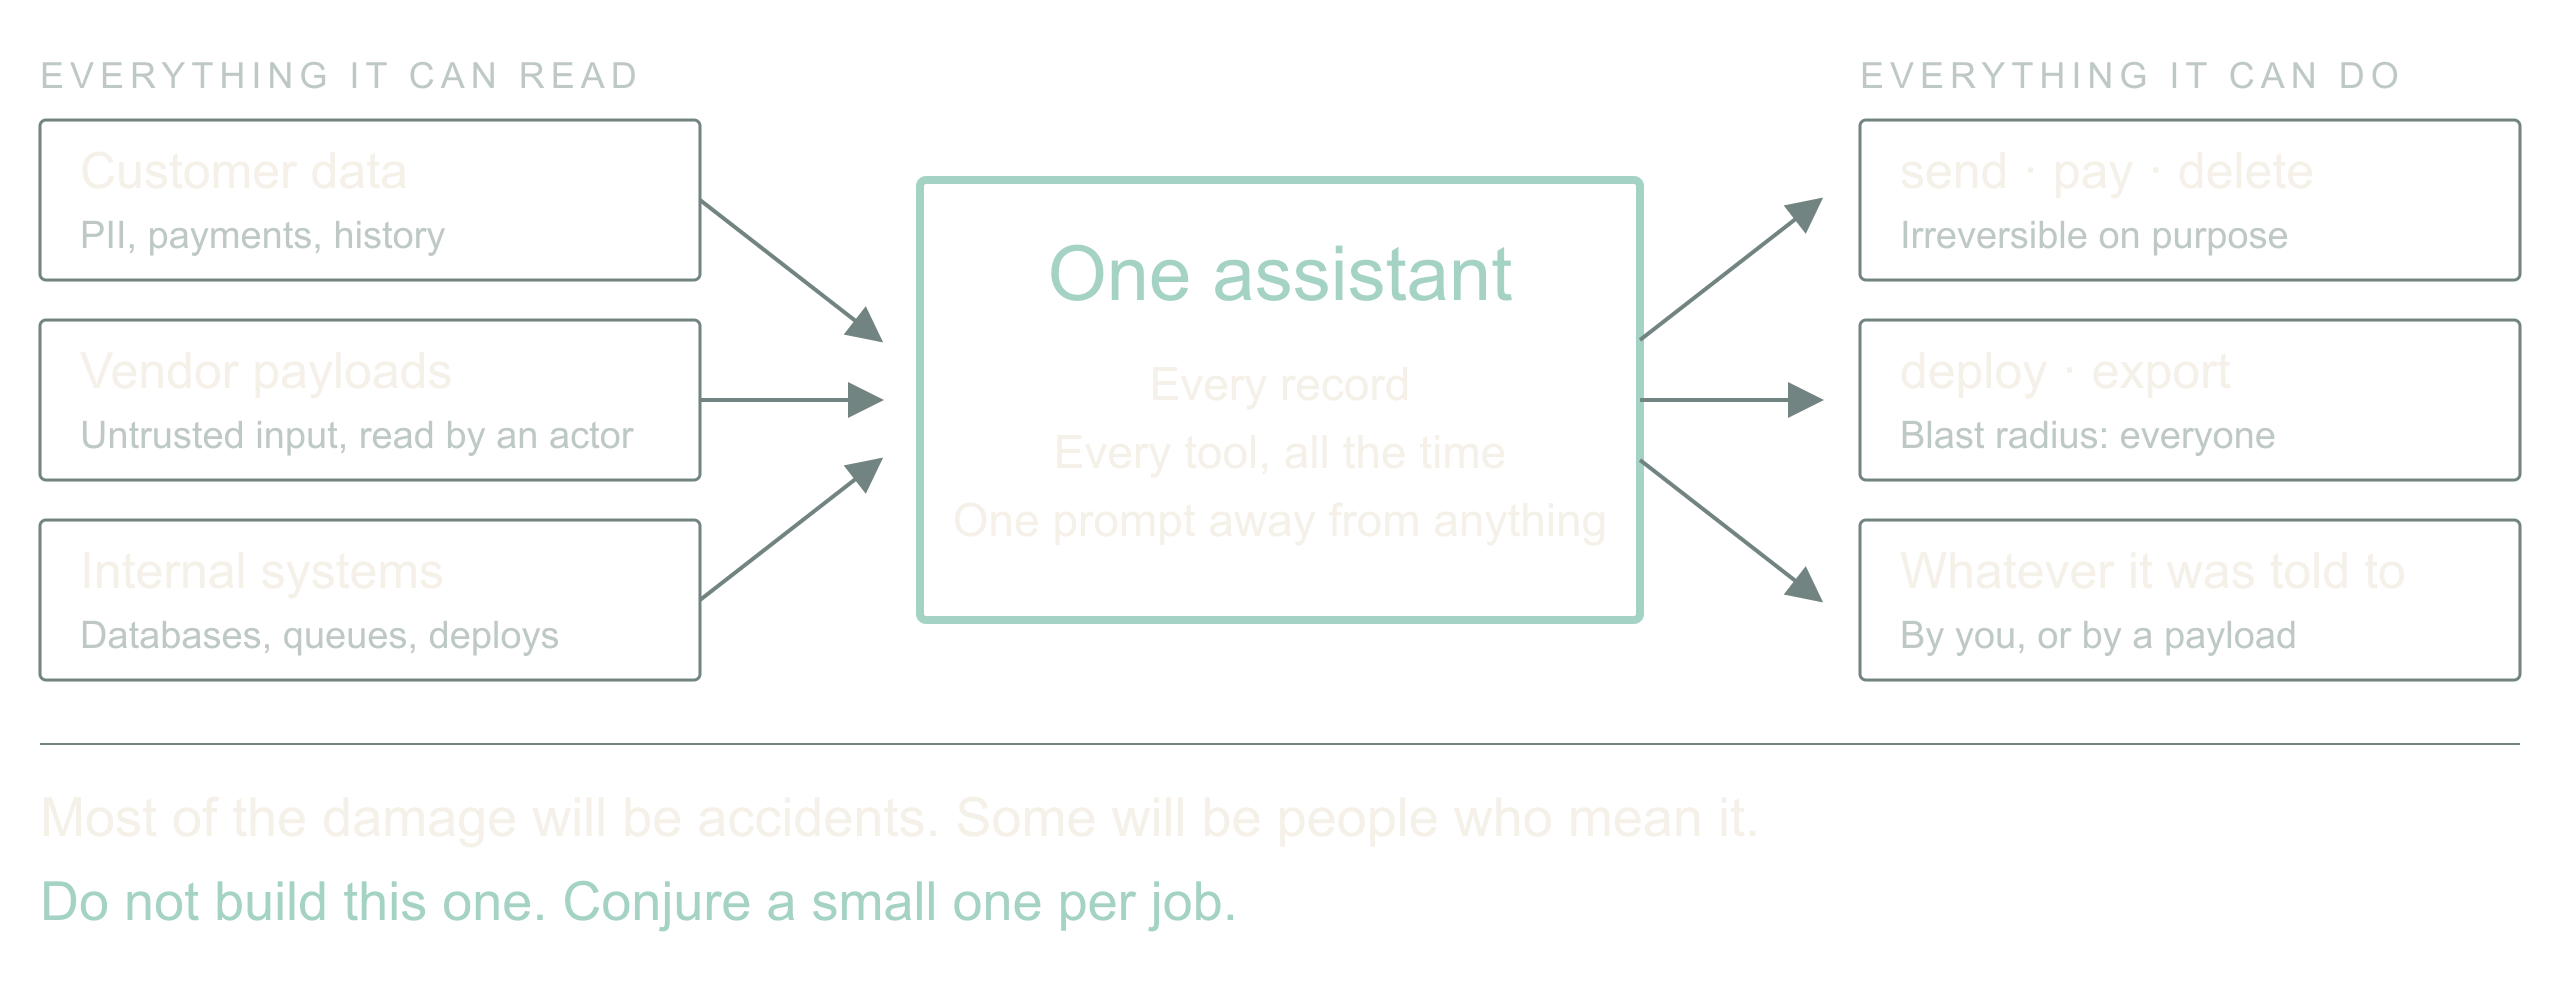 EVERYTHING IT CAN READ
Customer data
PII, payments, history
Vendor payloads
Untrusted input, read by an actor
Internal systems
Databases, queues, deploys
One assistant
Every record
Every tool, all the time
One prompt away from anything
EVERYTHING IT CAN DO
send · pay · delete
Irreversible on purpose
deploy · export
Blast radius: everyone
Whatever it was told to
By you, or by a payload
Most of the damage will be accidents. Some will be people who mean it.
Do not build this one. Conjure a small one per job.